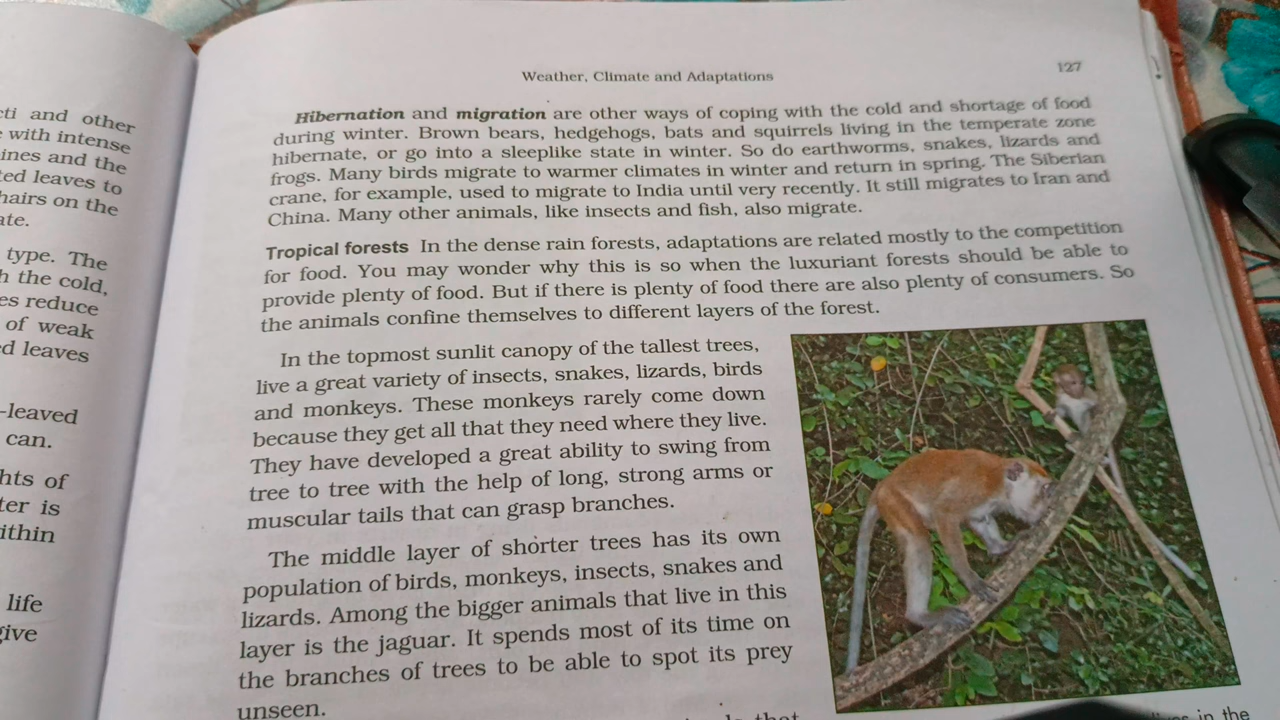 cti and other
with intense
ines and the
ted leaves to
hairs on the
ate.
type. The
h the cold,
es reduce
of weak
d leaves
-leaved
can.
hts of
ter is
ithin
life
give
Weather, Climate and Adaptations 127
Hibernation and migration are other ways of coping with the cold and shortage of food
during winter. Brown bears, hedgehogs, bats and squirrels living in the temperate zone
hibernate, or go into a sleeplike state in winter. So do earthworms, snakes, lizards and
frogs. Many birds migrate to warmer climates in winter and return in spring. The Siberian
crane, for example, used to migrate to India until very recently. It still migrates to Iran and
China. Many other animals, like insects and fish, also migrate.
Tropical forests In the dense rain forests, adaptations are related mostly to the competition
for food. You may wonder why this is so when the luxuriant forests should be able to
provide plenty of food. But if there is plenty of food there are also plenty of consumers. So
the animals confine themselves to different layers of the forest.
In the topmost sunlit canopy of the tallest trees,
live a great variety of insects, snakes, lizards, birds
and monkeys. These monkeys rarely come down
because they get all that they need where they live.
They have developed a great ability to swing from
tree to tree with the help of long, strong arms or
muscular tails that can grasp branches.
The middle layer of shorter trees has its own
population of birds, monkeys, insects, snakes and
lizards. Among the bigger animals that live in this
layer is the jaguar. It spends most of its time on
the branches of trees to be able to spot its prey
unseen.
that
in the